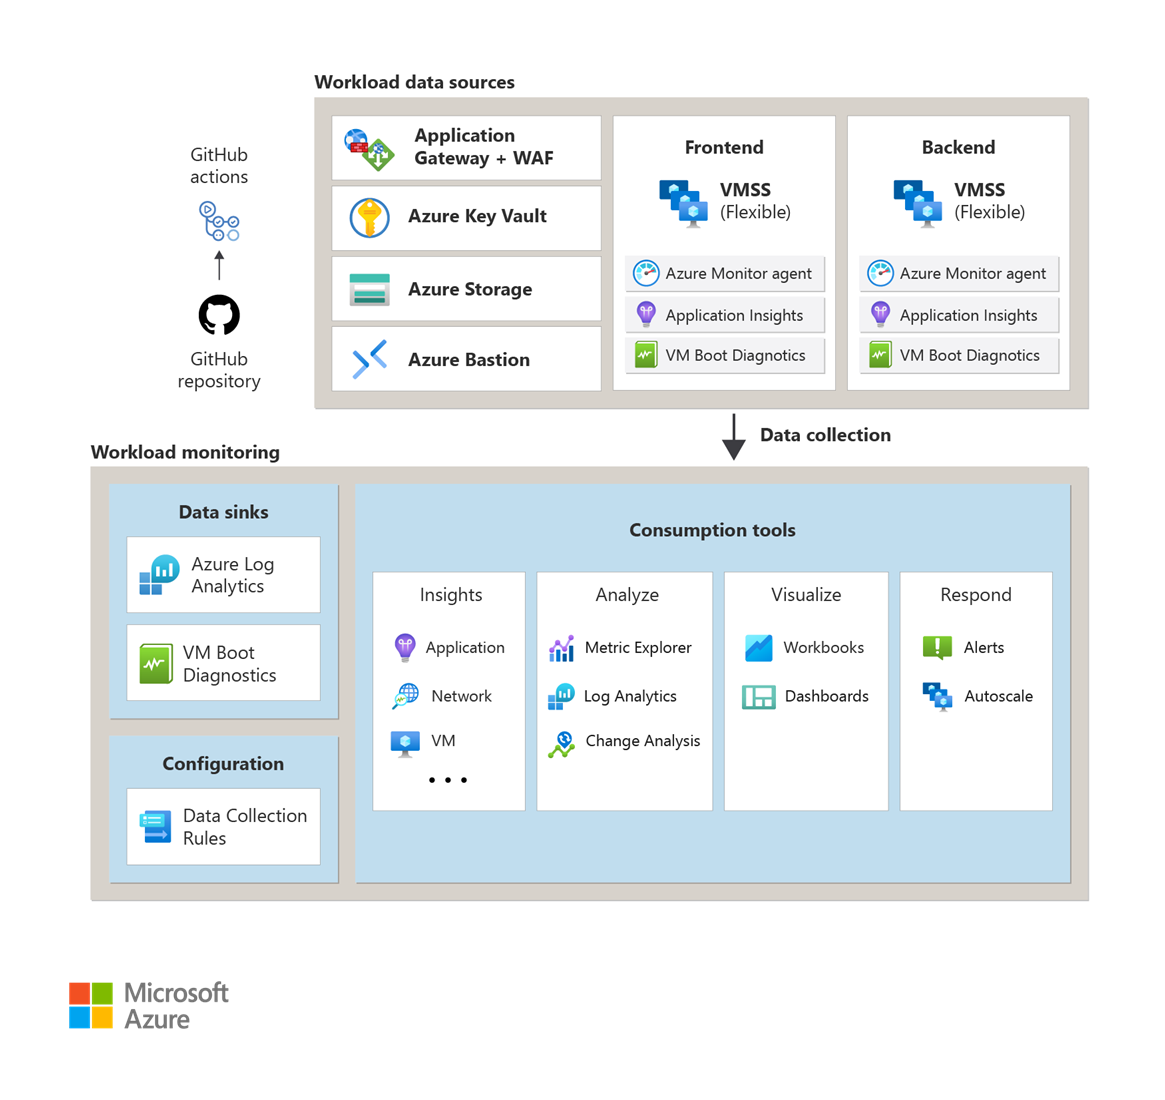 Workload data sources
GitHub
actions
GitHub
repository
Application
Gateway + WAF
Azure Key Vault
Azure Storage
Azure Bastion
Frontend
VMSS
(Flexible)
Azure Monitor agent
Application Insights
VM Boot Diagnotics
Backend
VMSS
(Flexible)
Azure Monitor agent
Application Insights
VM Boot Diagnotics
Data collection
Workload monitoring
Data sinks
Azure Log
Analytics
VM Boot
Diagnostics
Configuration
Data Collection
Rules
Consumption tools
Insights
Application
Network
VM
• • •
Analyze
Metric Explorer
Log Analytics
Change Analysis
Visualize
Workbooks
Dashboards
Respond
Alerts
Autoscale
Microsoft
Azure